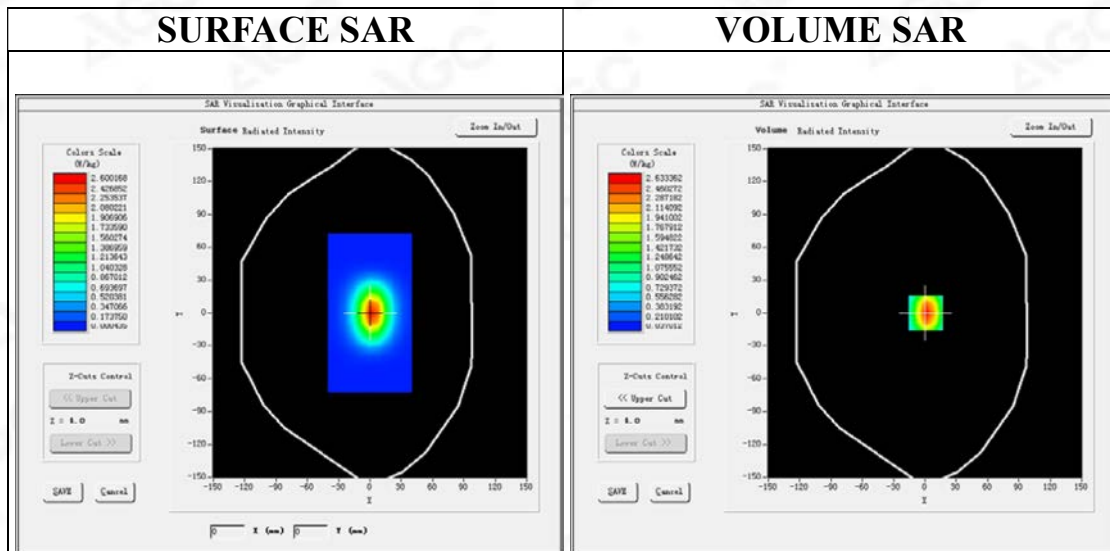 SURFACE SAR
VOLUME SAR
SAR Visualisation Graphical Interface
Surface Radiated Intensity
Zoom In/Out
Colors Scale
(W/kg)
2.600168
2.426852
2.253537
2.080221
1.906906
1.733590
1.560274
1.386959
1.213643
1.040328
0.867012
0.693697
0.520381
0.347066
0.173750
0.000435
150
90
60
30
0
-30
-60
-90
-120
-150
Y
-150 -120 -90 -60 -30 0 30 60 90 120 150
X
Z-Cuts Control
<< Upper Cut
Z = 4.0 mm
Lower Cut >>
SAVE Cancel
0 X (mm) 0 Y (mm)
SAR Visualisation Graphical Interface
Volume Radiated Intensity
Zoom In/Out
Colors Scale
(W/kg)
2.633362
2.460272
2.287182
2.114092
1.941002
1.767912
1.594822
1.421732
1.248642
1.075552
0.902462
0.729372
0.556282
0.383192
0.210102
0.037012
150
90
60
30
0
-30
-60
-90
-120
-150
Y
-150 -120 -90 -60 -30 0 30 60 90 120 150
X
Z-Cuts Control
<< Upper Cut
Z = 4.0 mm
Lower Cut >>
SAVE Cancel